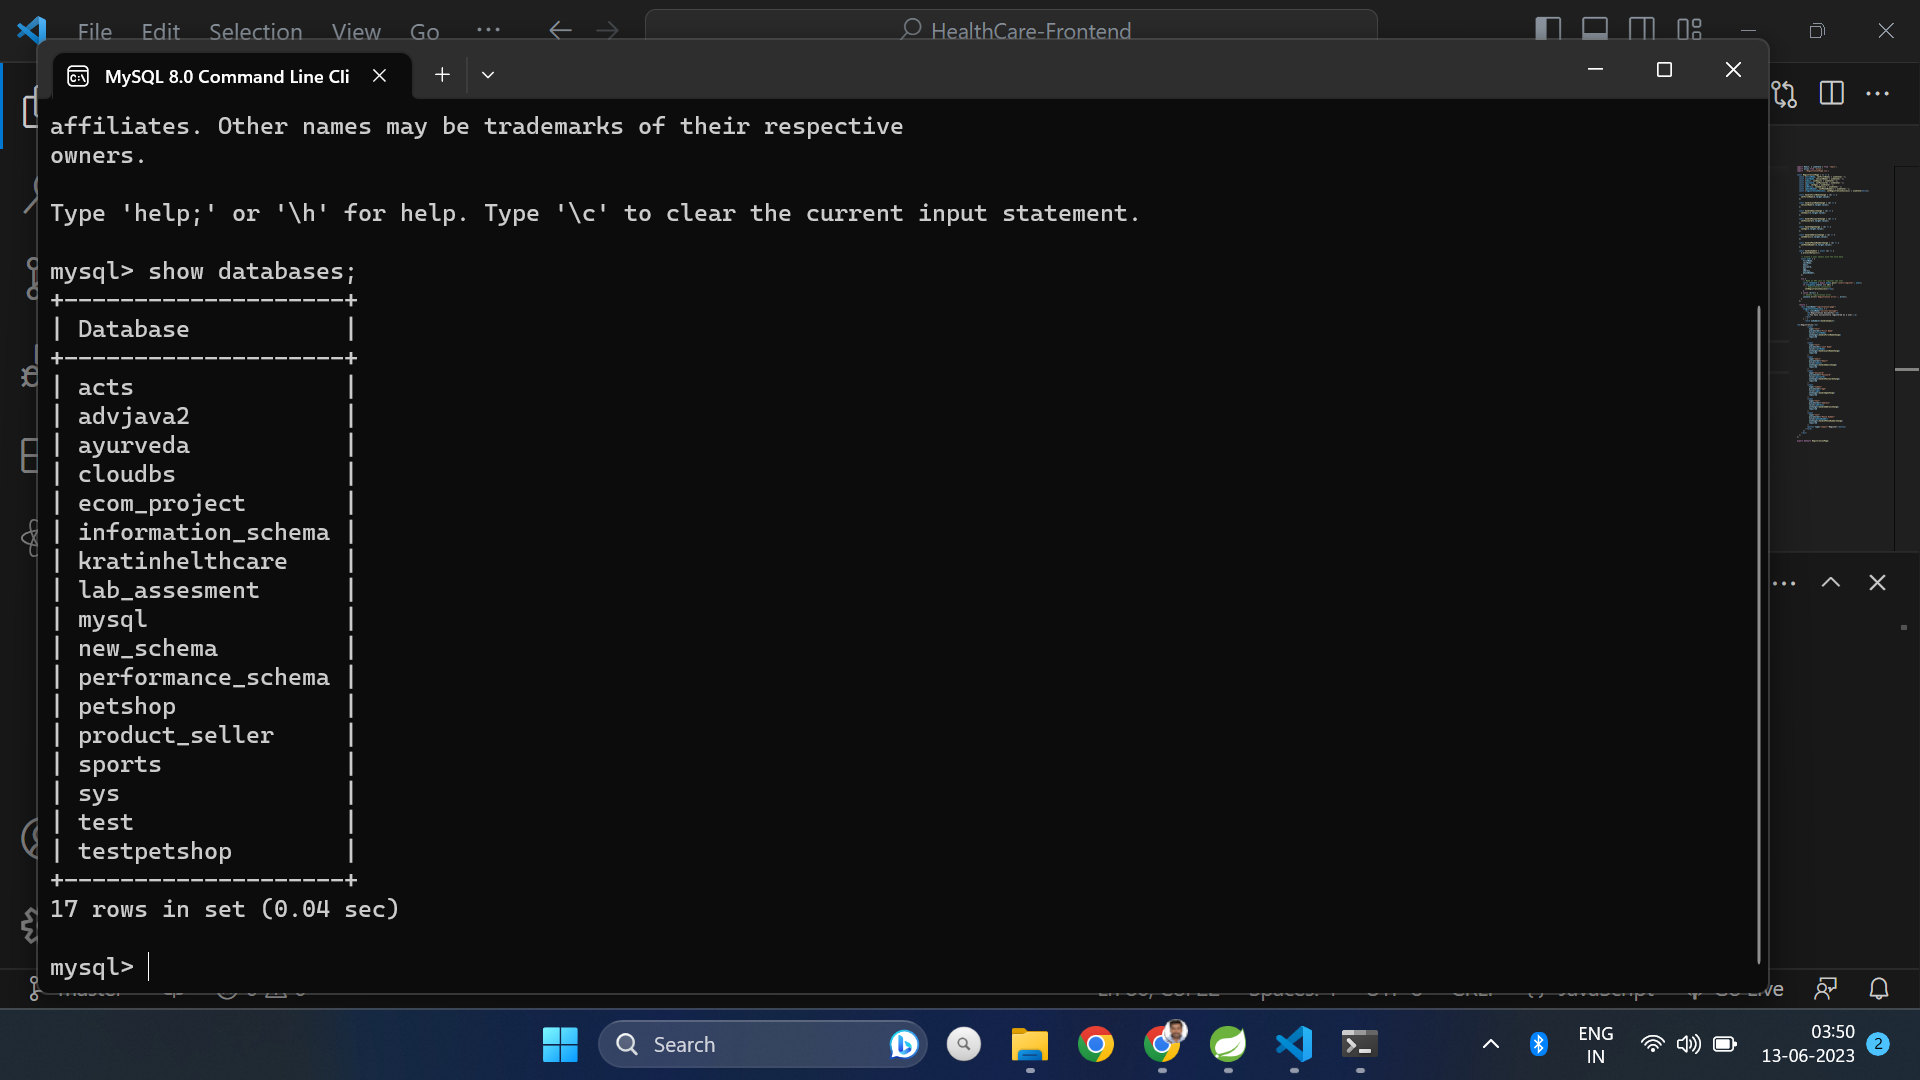 File Edit Selection View Go ··· HealthCare-Frontend
MySQL 8.0 Command Line Cli
affiliates. Other names may be trademarks of their respective
owners.
Type 'help;' or '\h' for help. Type '\c' to clear the current input statement.
mysql> show databases;
+--------------------+
| Database           |
+--------------------+
| acts               |
| advjava2           |
| ayurveda           |
| cloudbs            |
| ecom_project       |
| information_schema |
| kratinhelthcare    |
| lab_assesment      |
| mysql              |
| new_schema         |
| performance_schema |
| petshop            |
| product_seller     |
| sports             |
| sys                |
| test               |
| testpetshop        |
+--------------------+
17 rows in set (0.04 sec)
mysql>
Search
ENG
IN
03:50
13-06-2023
2